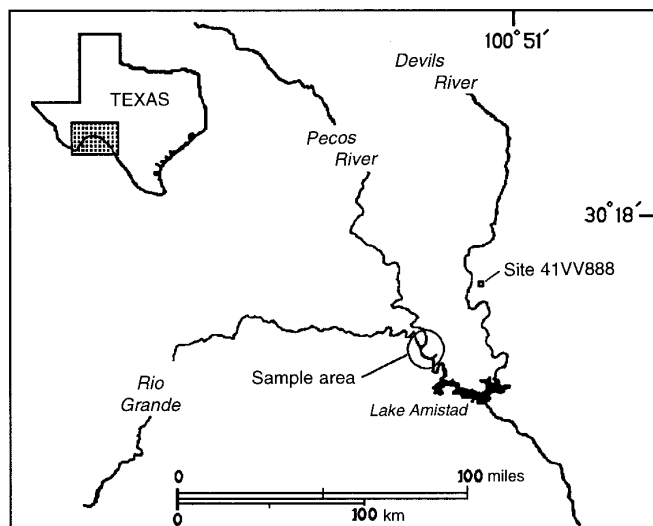 100°51′
Devils
River
TEXAS
Pecos
River
30°18′
Site 41VV888
Sample area
Rio
Grande
Lake Amistad
0
100 miles
0
100 km